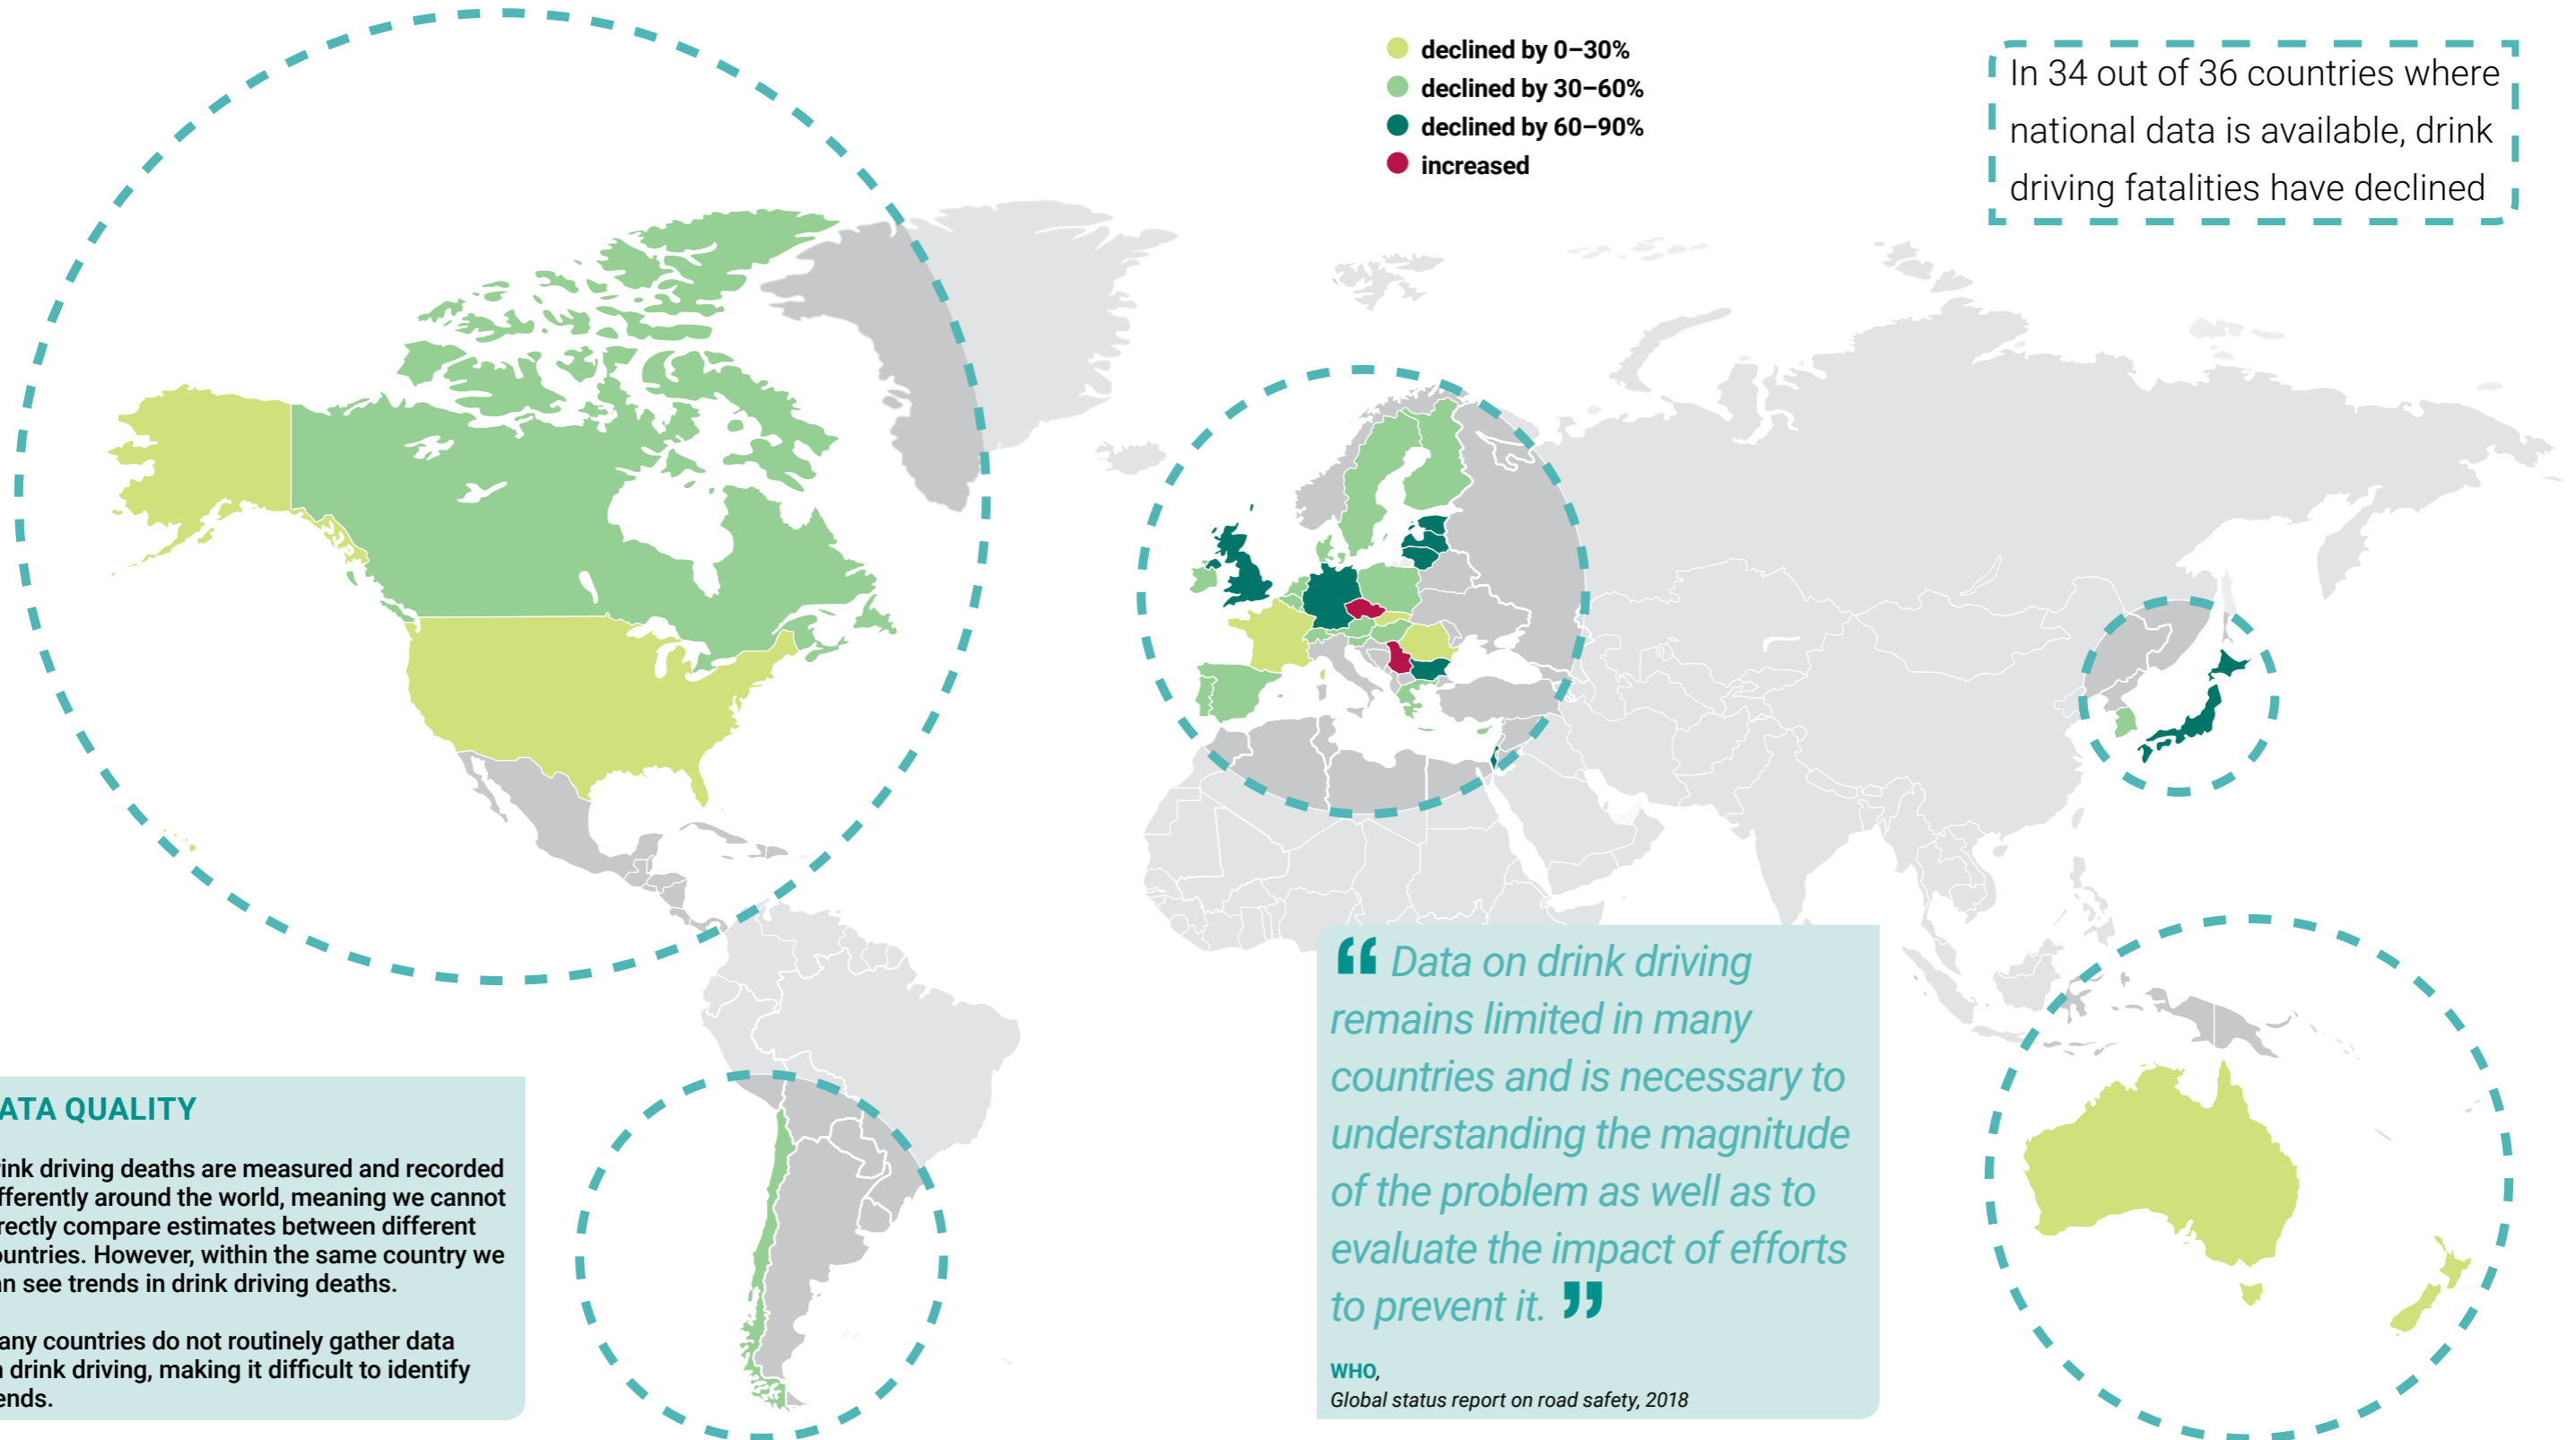 declined by 0–30%
declined by 30–60%
declined by 60–90%
increased
In 34 out of 36 countries where
national data is available, drink
driving fatalities have declined
“ Data on drink driving
remains limited in many
countries and is necessary to
understanding the magnitude
of the problem as well as to
evaluate the impact of efforts
to prevent it. ”
WHO,
Global status report on road safety, 2018
ATA QUALITY
ink driving deaths are measured and recorded
fferently around the world, meaning we cannot
rectly compare estimates between different
ountries. However, within the same country we
n see trends in drink driving deaths.
any countries do not routinely gather data
drink driving, making it difficult to identify
ends.